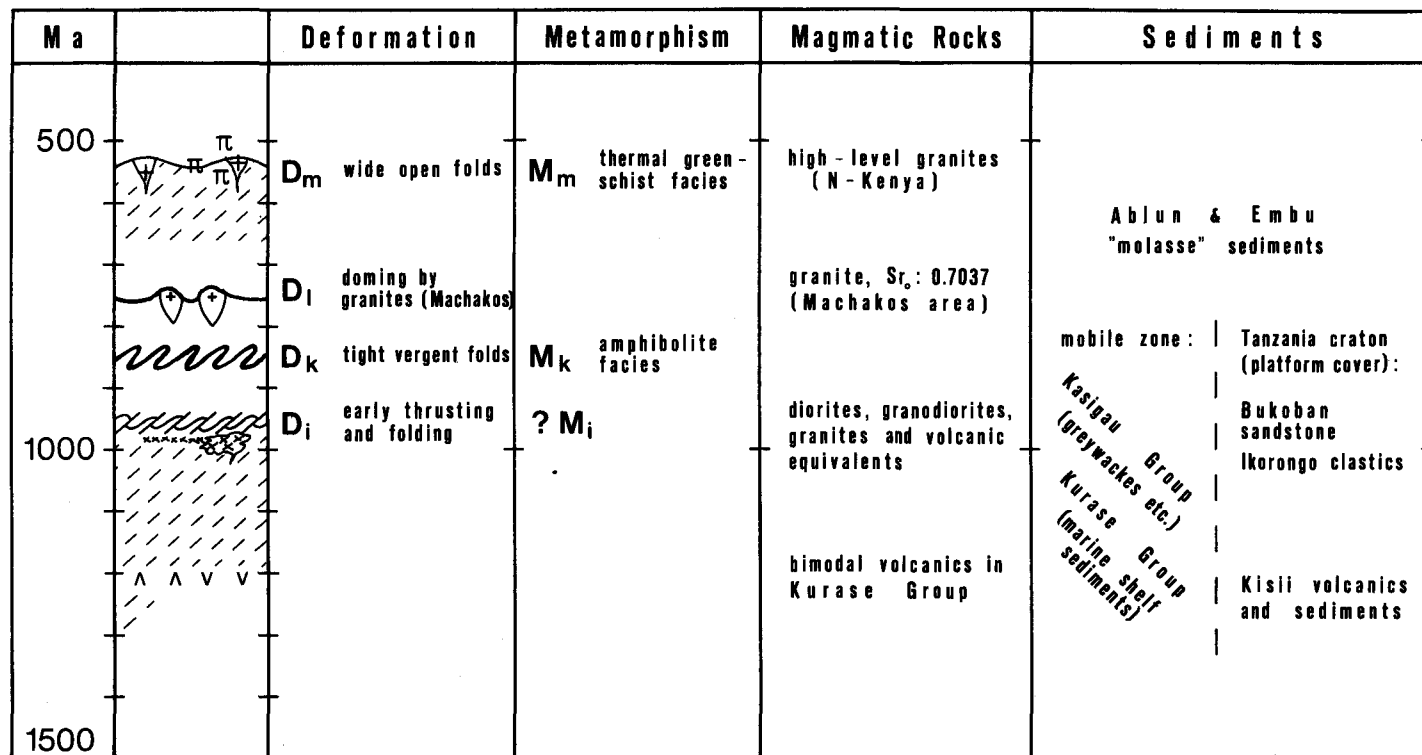 Ma
Deformation
Metamorphism
Magmatic Rocks
Sediments
500
1000
1500
π
π
π
Dm wide open folds
Dl doming by
granites (Machakos)
Dk tight vergent folds
Di early thrusting
and folding
Mm thermal green-
schist facies
Mk amphibolite
facies
? Mi
high-level granites
(N-Kenya)
granite, Sr₀: 0.7037
(Machakos area)
diorites, granodiorites,
granites and volcanic
equivalents
bimodal volcanics in
Kurase Group
Ablun & Embu
"molasse" sediments
mobile zone:
Kasigau Group
(greywackes etc.)
Kurase Group
(marine shelf
sediments)
Tanzania craton
(platform cover):
Bukoban
sandstone
Ikorongo clastics
Kisii volcanics
and sediments